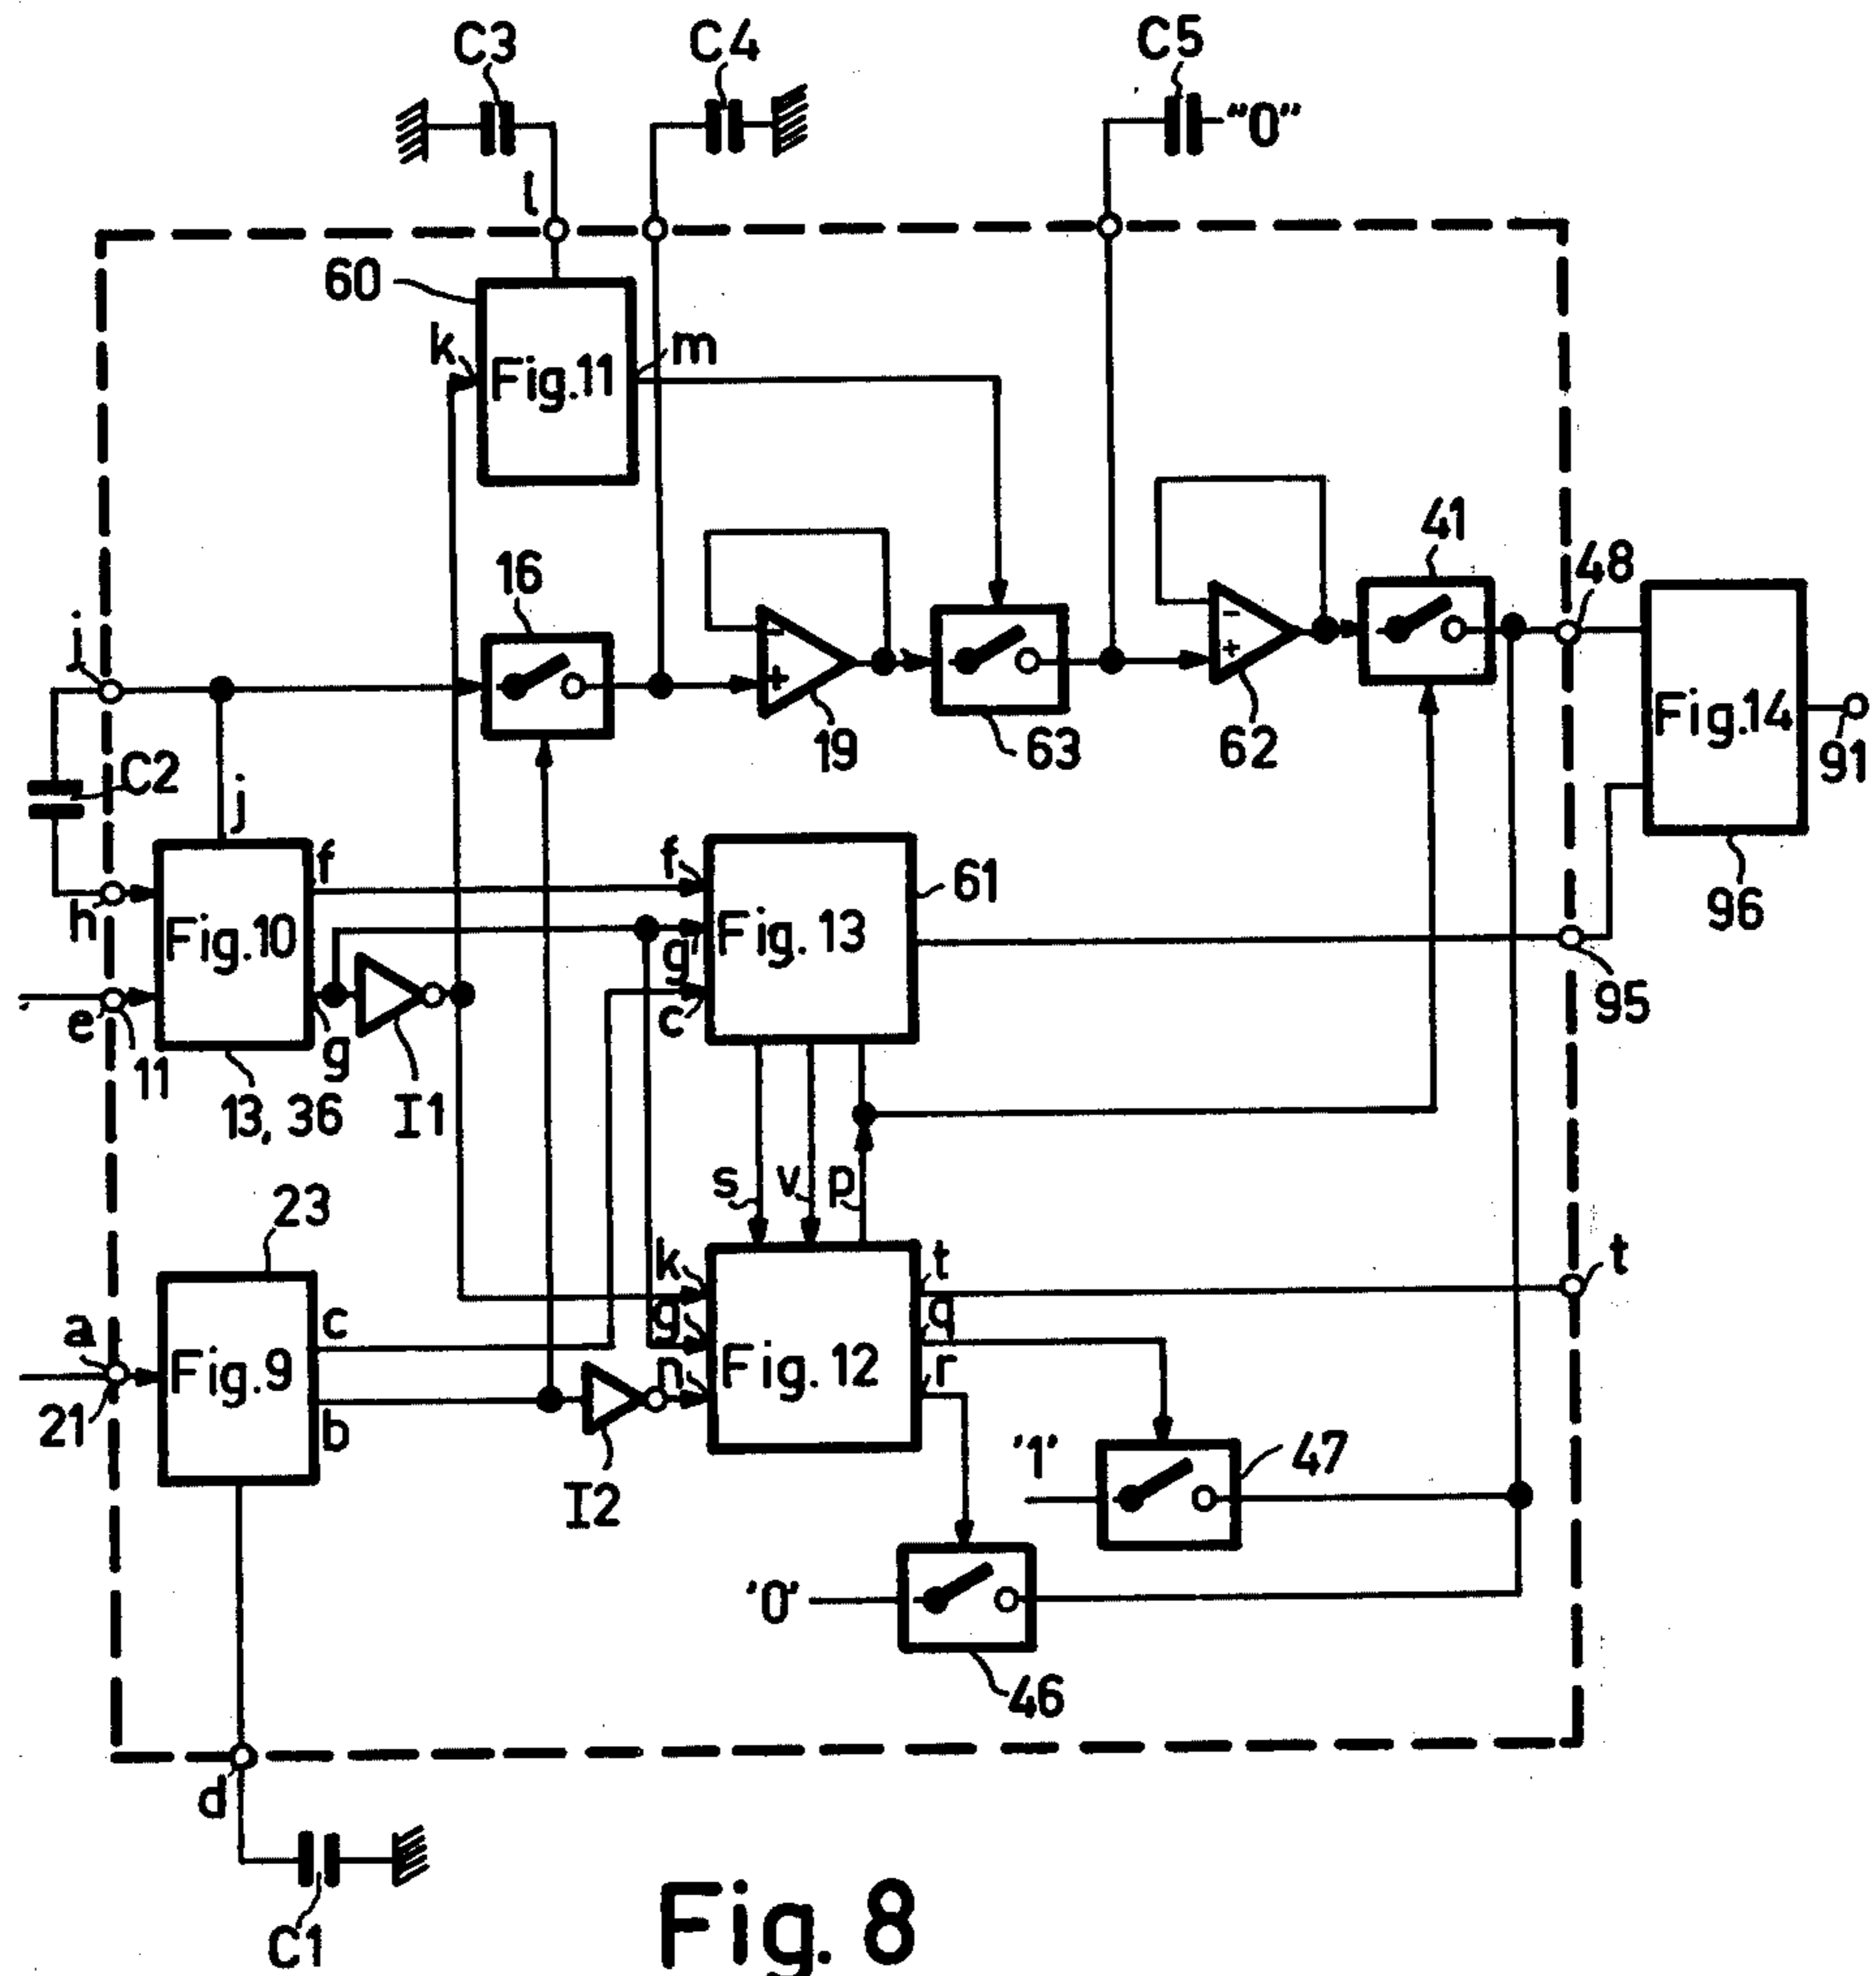 C3
C4
C5
"0"
l
60
k
m
Fig.11
16
41
48
i
19
63
62
Fig.14
91
C2
j
f
f
61
96
h
Fig.10
g
Fig. 13
e
c
95
11
g
13, 36
I1
s
v
p
23
k
t
t
a
c
g
q
Fig.9
n
Fig. 12
r
21
b
'1'
47
I2
'0'
46
d
C1
Fig. 8